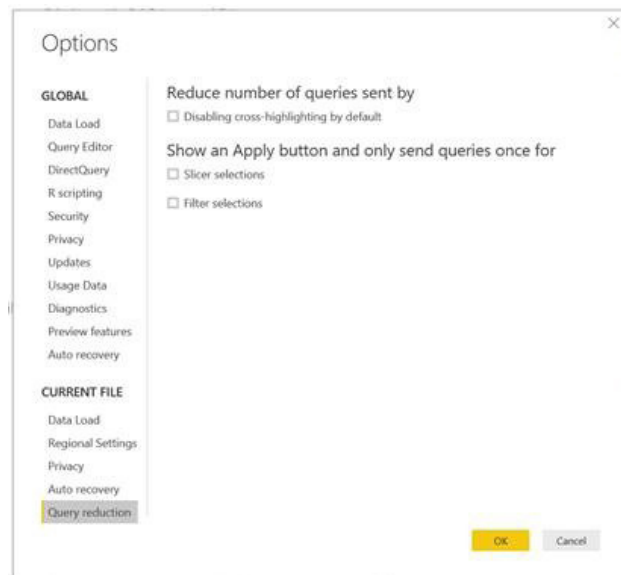 Options
GLOBAL
Data Load
Query Editor
DirectQuery
R scripting
Security
Privacy
Updates
Usage Data
Diagnostics
Preview features
Auto recovery
CURRENT FILE
Data Load
Regional Settings
Privacy
Auto recovery
Query reduction
Reduce number of queries sent by
Disabling cross-highlighting by default
Show an Apply button and only send queries once for
Slicer selections
Filter selections
OK
Cancel